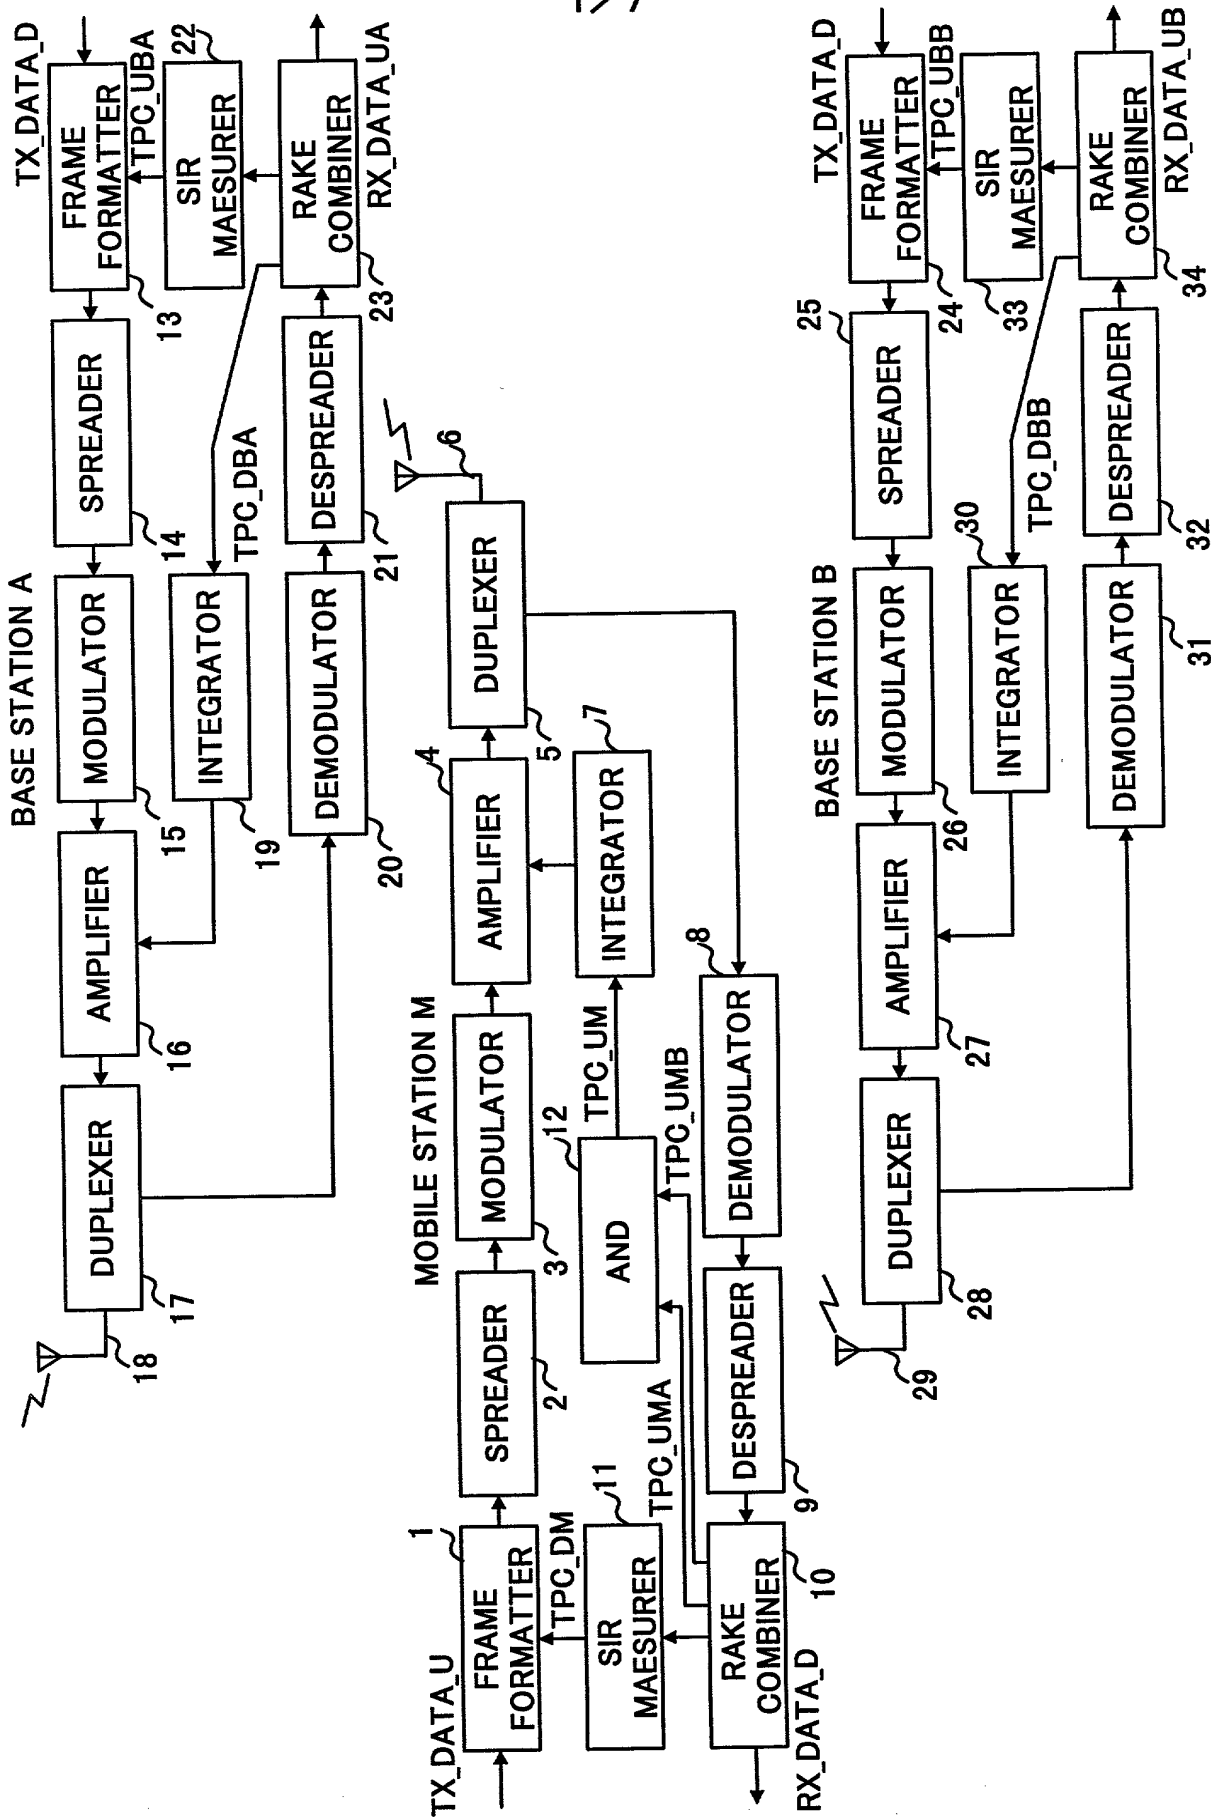 BASE STATION A
TX_DATA_D
FRAME
FORMATTER
13
TPC_UBA
SPREADER
14
MODULATOR
15
AMPLIFIER
16
DUPLEXER
17
18
INTEGRATOR
19
TPC_DBA
SIR
MAESURER
22
DEMODULATOR
20
DESPREADER
21
RAKE
COMBINER
23
RX_DATA_UA
MOBILE STATION M
TX_DATA_U
FRAME
FORMATTER
1
TPC_DM
SPREADER
2
MODULATOR
3
AMPLIFIER
4
DUPLEXER
5
6
SIR
MAESURER
11
AND
12
TPC_UM
INTEGRATOR
7
TPC_UMA
TPC_UMB
RAKE
COMBINER
10
DESPREADER
9
DEMODULATOR
8
RX_DATA_D
BASE STATION B
TX_DATA_D
FRAME
FORMATTER
24
TPC_UBB
SPREADER
25
MODULATOR
26
AMPLIFIER
27
DUPLEXER
28
29
INTEGRATOR
30
TPC_DBB
SIR
MAESURER
33
DEMODULATOR
31
DESPREADER
32
RAKE
COMBINER
34
RX_DATA_UB